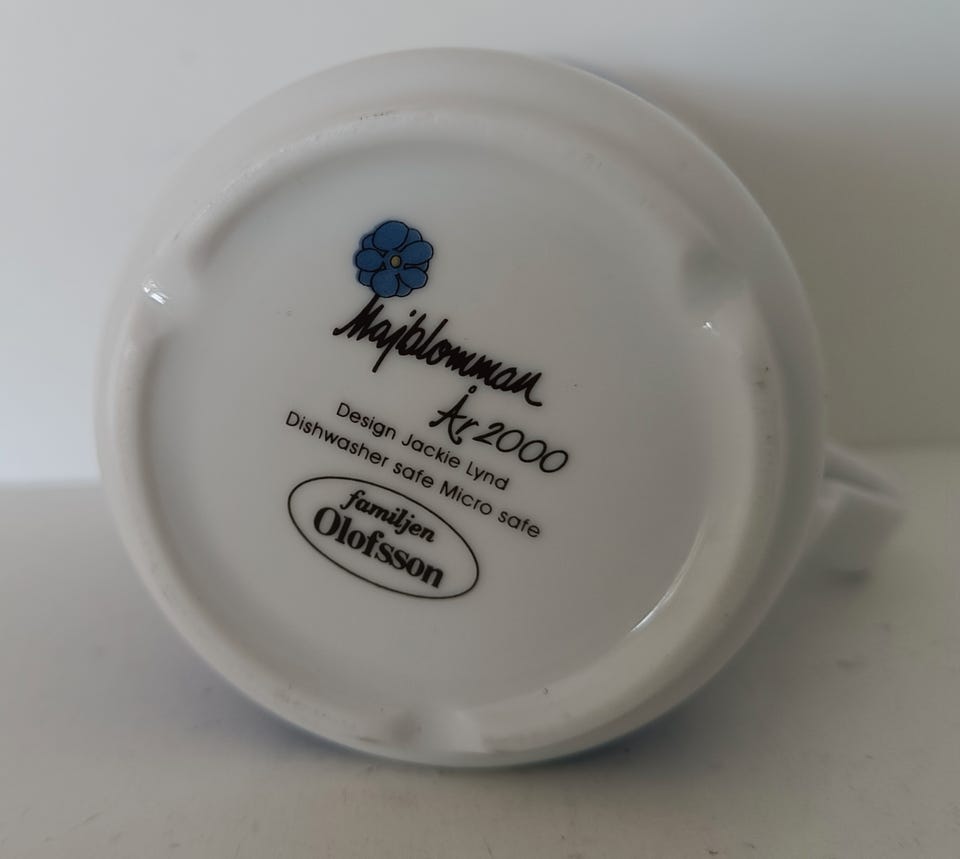 Majblomman
År 2000
Design Jackie Lynd
Dishwasher safe Micro safe
familjen
Olofsson